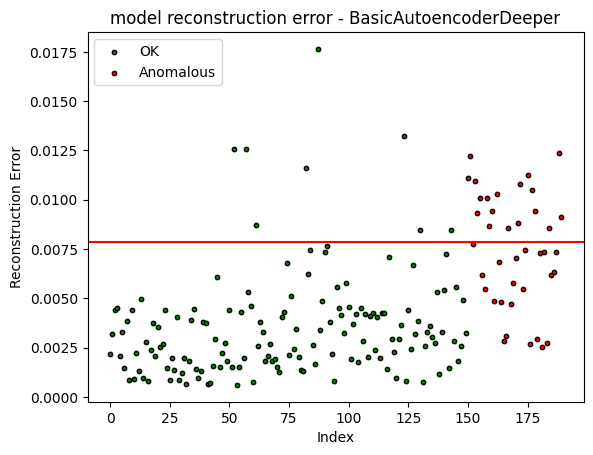 model reconstruction error - BasicAutoencoderDeeper
OK
Anomalous
Reconstruction Error
0.0175
0.0150
0.0125
0.0100
0.0075
0.0050
0.0025
0.0000
0 25 50 75 100 125 150 175
Index